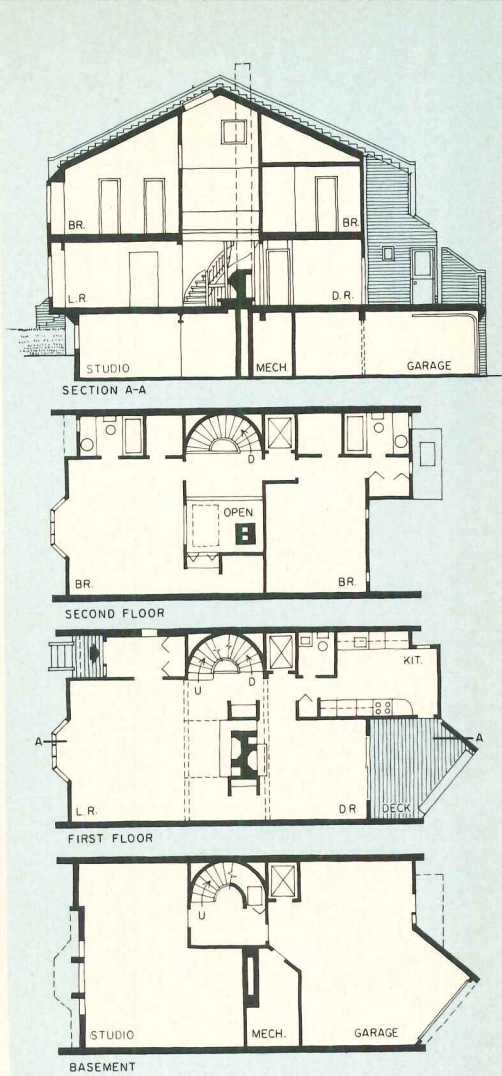 BR.
BR.
L.R.
D.R.
STUDIO
MECH.
GARAGE
SECTION A-A
D
OPEN
BR.
BR.
SECOND FLOOR
KIT.
U
D
A
A
L.R.
D.R.
DECK
FIRST FLOOR
U
STUDIO
MECH.
GARAGE
BASEMENT